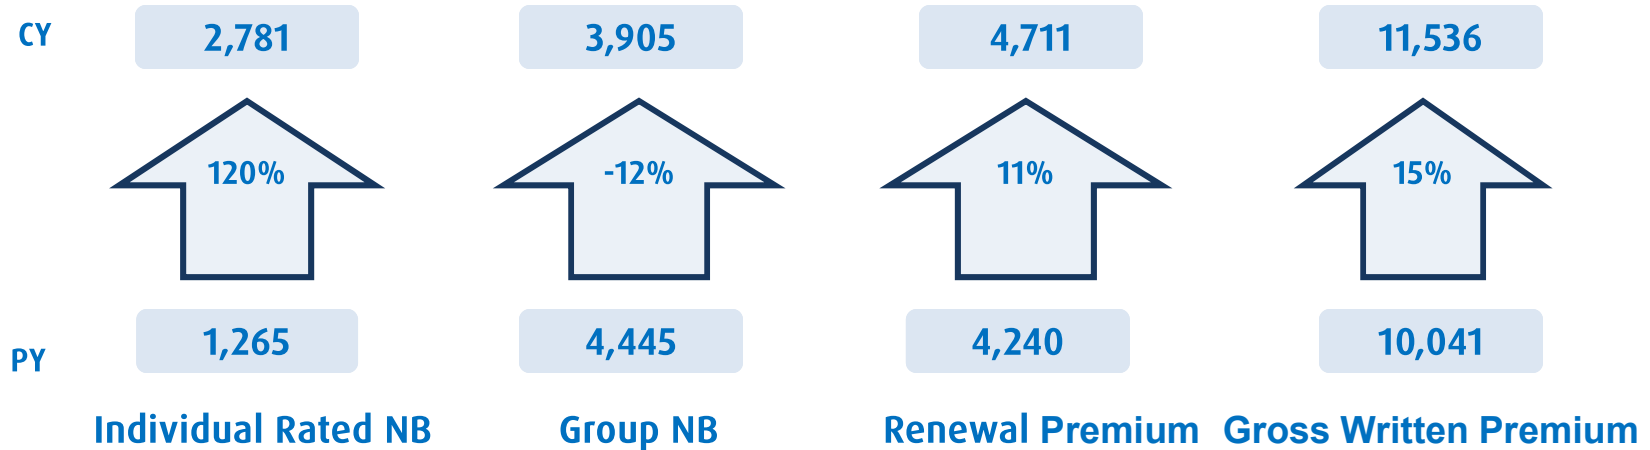 CY 2,781 3,905 4,711 11,536
120% -12% 11% 15%
PY 1,265 4,445 4,240 10,041
Individual Rated NB Group NB Renewal Premium Gross Written Premium